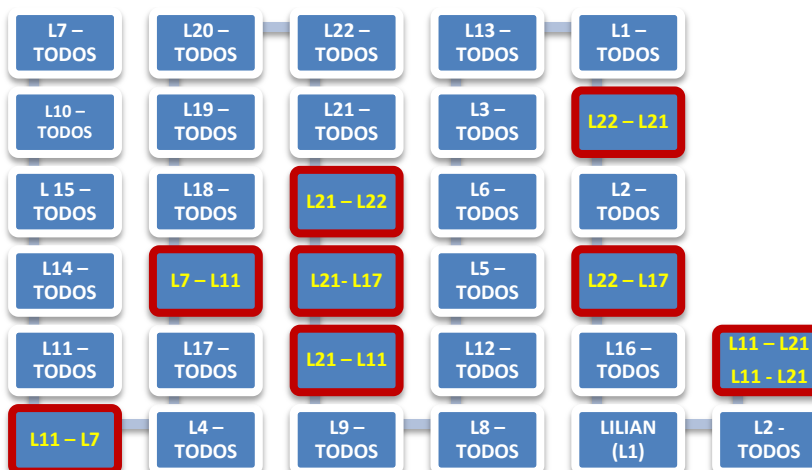 L7 –
TODOS
L20 –
TODOS
L22 –
TODOS
L13 –
TODOS
L1 –
TODOS
L10 –
TODOS
L19 –
TODOS
L21 –
TODOS
L3 –
TODOS
L22 – L21
L 15 –
TODOS
L18 –
TODOS
L21 – L22
L6 –
TODOS
L2 –
TODOS
L14 –
TODOS
L7 – L11
L21- L17
L5 –
TODOS
L22 – L17
L11 –
TODOS
L17 –
TODOS
L21 – L11
L12 –
TODOS
L16 –
TODOS
L11 – L21
L11 - L21
L11 – L7
L4 –
TODOS
L9 –
TODOS
L8 –
TODOS
LILIAN
(L1)
L2 -
TODOS